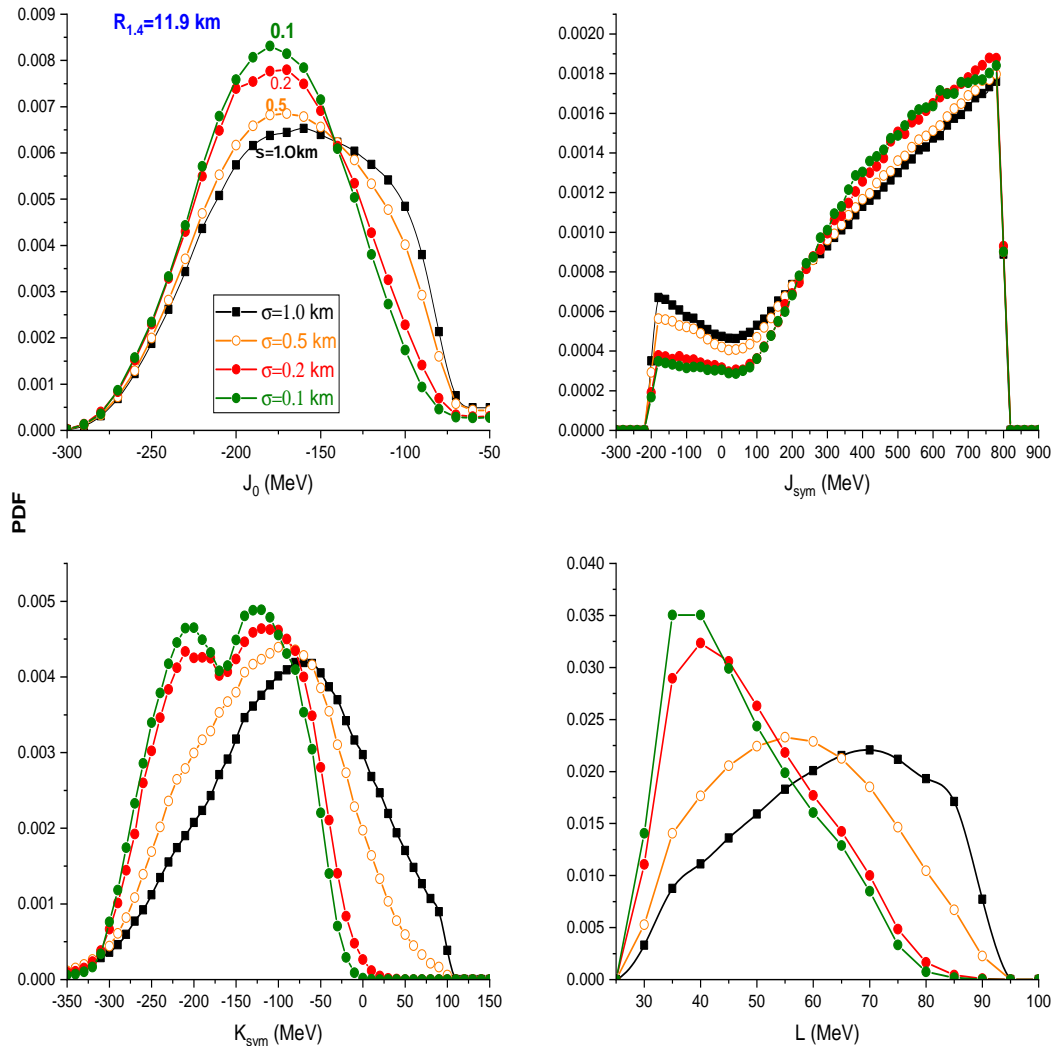 R1.4=11.9 km
0.1
0.2
0.5
s=1.0km
σ=1.0 km
σ=0.5 km
σ=0.2 km
σ=0.1 km
0.009
0.008
0.007
0.006
0.005
0.004
0.003
0.002
0.001
0.000
-300 -250 -200 -150 -100 -50
J0 (MeV)
0.0020
0.0018
0.0016
0.0014
0.0012
0.0010
0.0008
0.0006
0.0004
0.0002
0.0000
-300 -200 -100 0 100 200 300 400 500 600 700 800 900
Jsym (MeV)
PDF
0.005
0.004
0.003
0.002
0.001
0.000
-350 -300 -250 -200 -150 -100 -50 0 50 100 150
Ksym (MeV)
0.040
0.035
0.030
0.025
0.020
0.015
0.010
0.005
0.000
30 40 50 60 70 80 90 100
L (MeV)